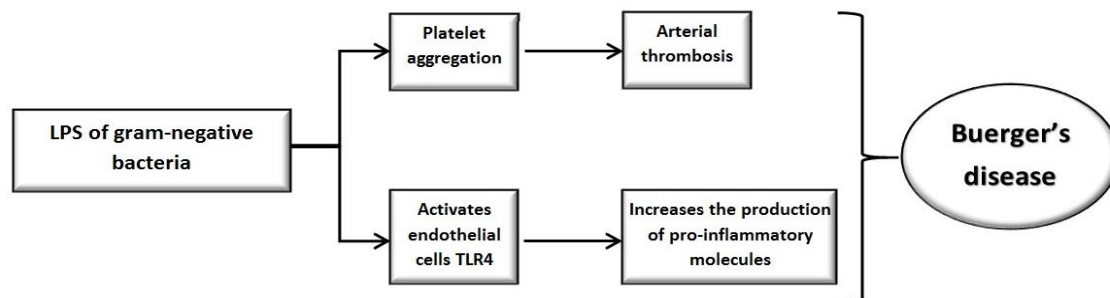 Platelet
aggregation
Arterial
thrombosis
LPS of gram-negative
bacteria
Buerger's
disease
Activates
endothelial
cells TLR4
Increases the production
of pro-inflammatory
molecules